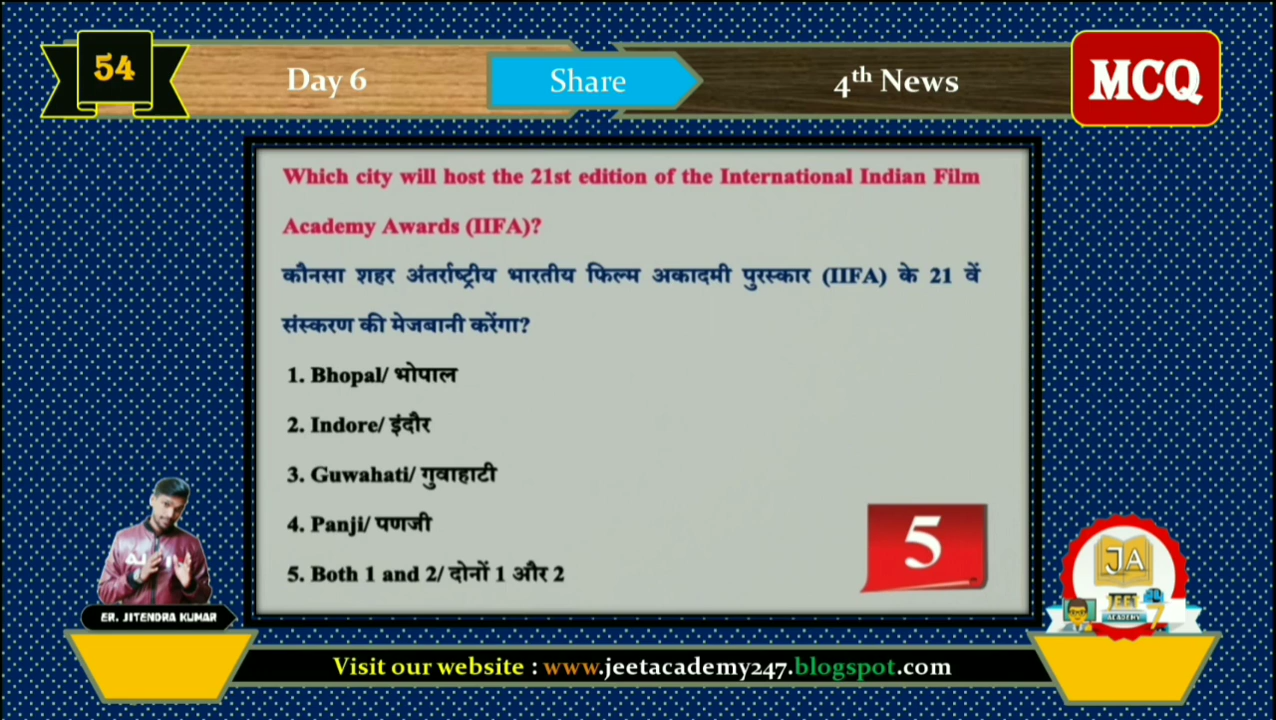 54
Day 6
Share
4th News
MCQ
Which city will host the 21st edition of the International Indian Film
Academy Awards (IIFA)?
कौनसा शहर अंतर्राष्ट्रीय भारतीय फिल्म अकादमी पुरस्कार (IIFA) के 21 वें
संस्करण की मेजबानी करेंगा?
1. Bhopal/ भोपाल
2. Indore/ इंदौर
3. Guwahati/ गुवाहाटी
4. Panji/ पणजी
5. Both 1 and 2/ दोनों 1 और 2
5
ER. JITENDRA KUMAR
JA
JEET
ACADEMY
7
Visit our website : www.jeetacademy247.blogspot.com